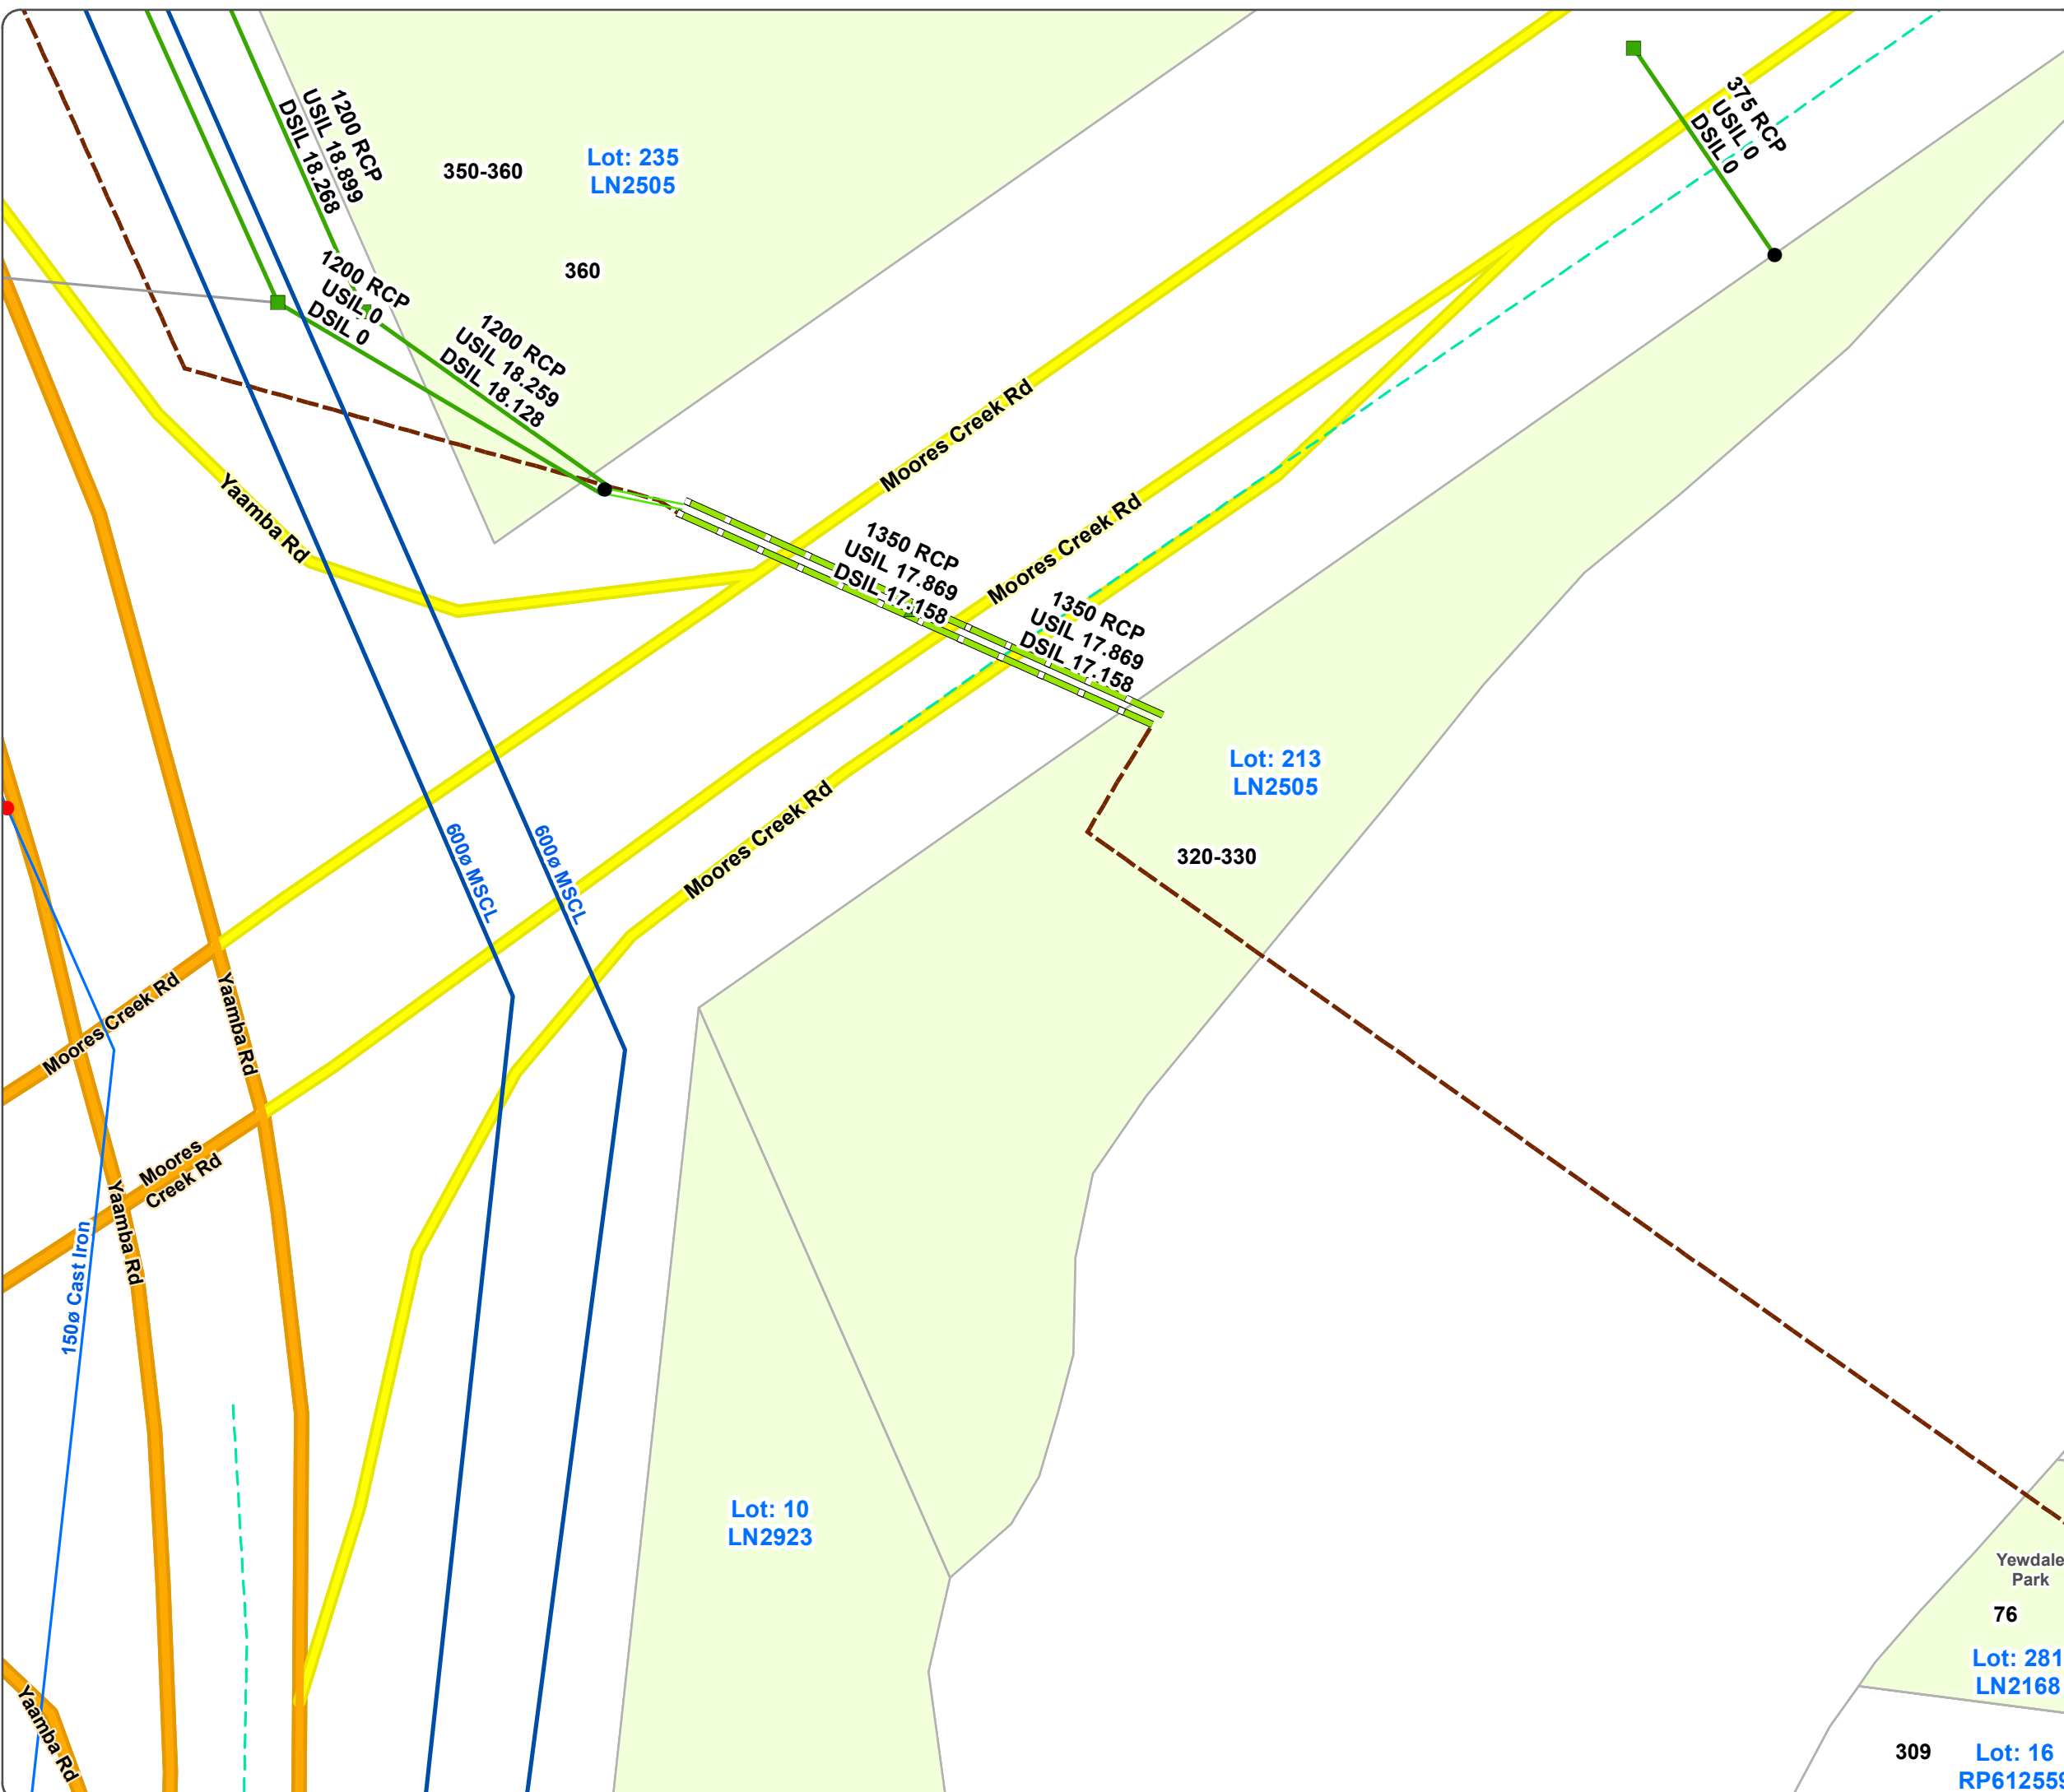 1200 RCP
USIL 18.899
DSIL 18.268
350-360
Lot: 235
LN2505
375 RCP
USIL 0
DSIL 0
360
1200 RCP
USIL 0
DSIL 0
1200 RCP
USIL 18.259
DSIL 18.128
Moores Creek Rd
Yaamba Rd
Moores Creek Rd
1350 RCP
USIL 17.869
DSIL 17.158
1350 RCP
USIL 17.869
DSIL 17.158
Lot: 213
LN2505
Moores Creek Rd
320-330
600ø MSCL
600ø MSCL
Moores Creek Rd
Yaamba Rd
Moores
Creek Rd
Yaamba Rd
150ø Cast Iron
Lot: 10
LN2923
Yewdale
Park
76
Lot: 281
LN2168
Yaamba Rd
309
Lot: 16
RP612559